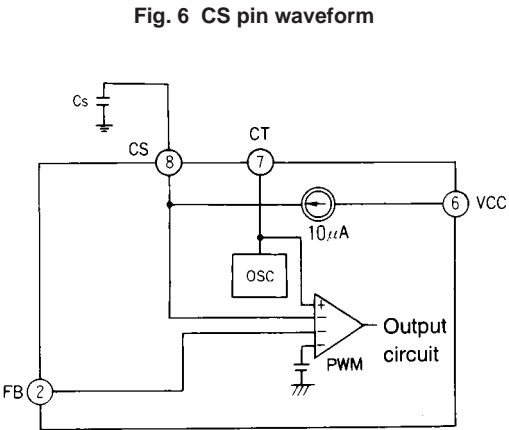 Fig. 6 CS pin waveform
Cs
CS
8
CT
7
6
VCC
10μA
OSC
+
−
−
−
PWM
Output
circuit
FB
2